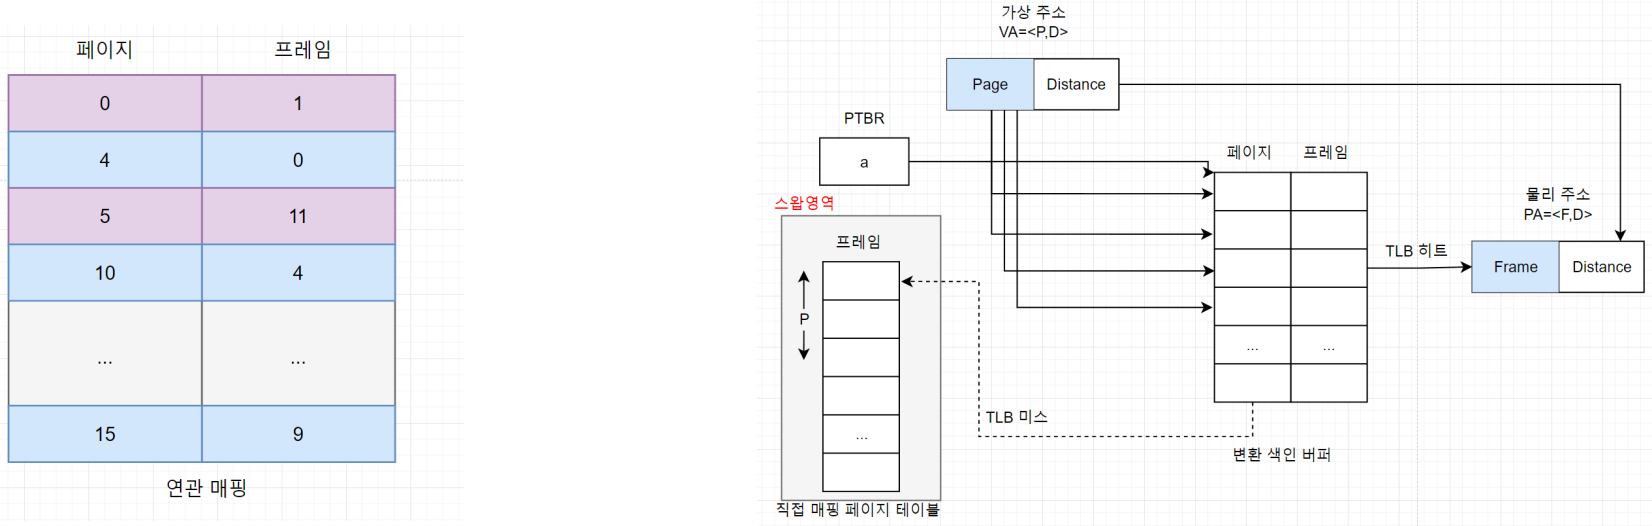 페이지 프레임
0 1
4 0
5 11
10 4
... ...
15 9
연관 매핑
가상 주소
VA=<P,D>
Page Distance
PTBR
a
페이지 프레임
... ...
스왑영역
프레임
P
...
직접 매핑 페이지 테이블
TLB 미스
변환 색인 버퍼
TLB 히트
물리 주소
PA=<F,D>
Frame Distance